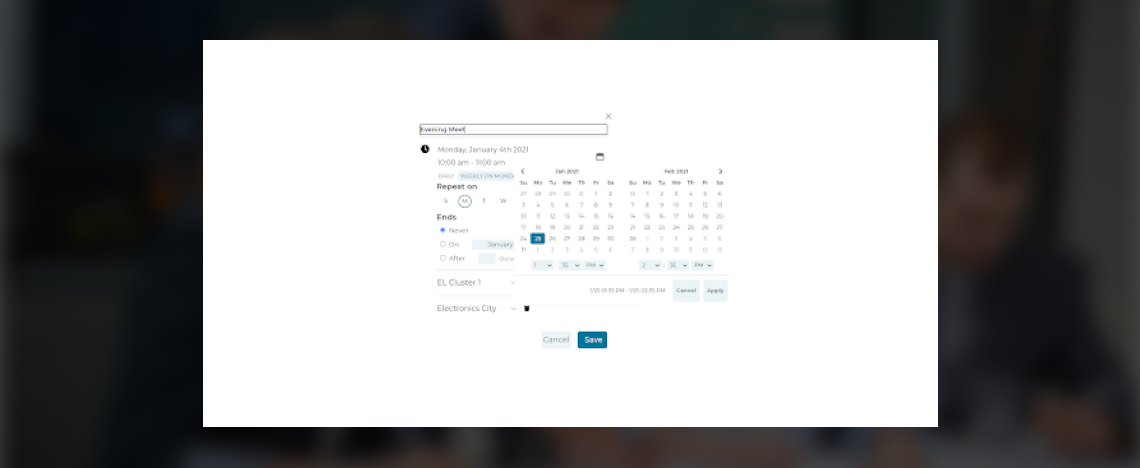 Evening Meet
Monday, January 4th 2021
10:00 am - 11:00 am
DAILY WEEKLY ON MOND
Repeat on
S M T W
Ends
Never
On January
After
EL Cluster 1
Electronics City
Jan 2021
Su Mo Tu We Th Fr Sa
27 28 29 30 31 1 2
3 4 5 6 7 8 9
10 11 12 13 14 15 16
17 18 19 20 21 22 23
24 25 26 27 28 29 30
31 1 2 3 4 5 6
1 : 35 PM
Feb 2021
Su Mo Tu We Th Fr Sa
31 1 2 3 4 5 6
7 8 9 10 11 12 13
14 15 16 17 18 19 20
21 22 23 24 25 26 27
28 1 2 3 4 5 6
7 8 9 10 11 12 13
2 : 35 PM
1/25 01:35 PM - 1/25 02:35 PM
Cancel Apply
Cancel Save